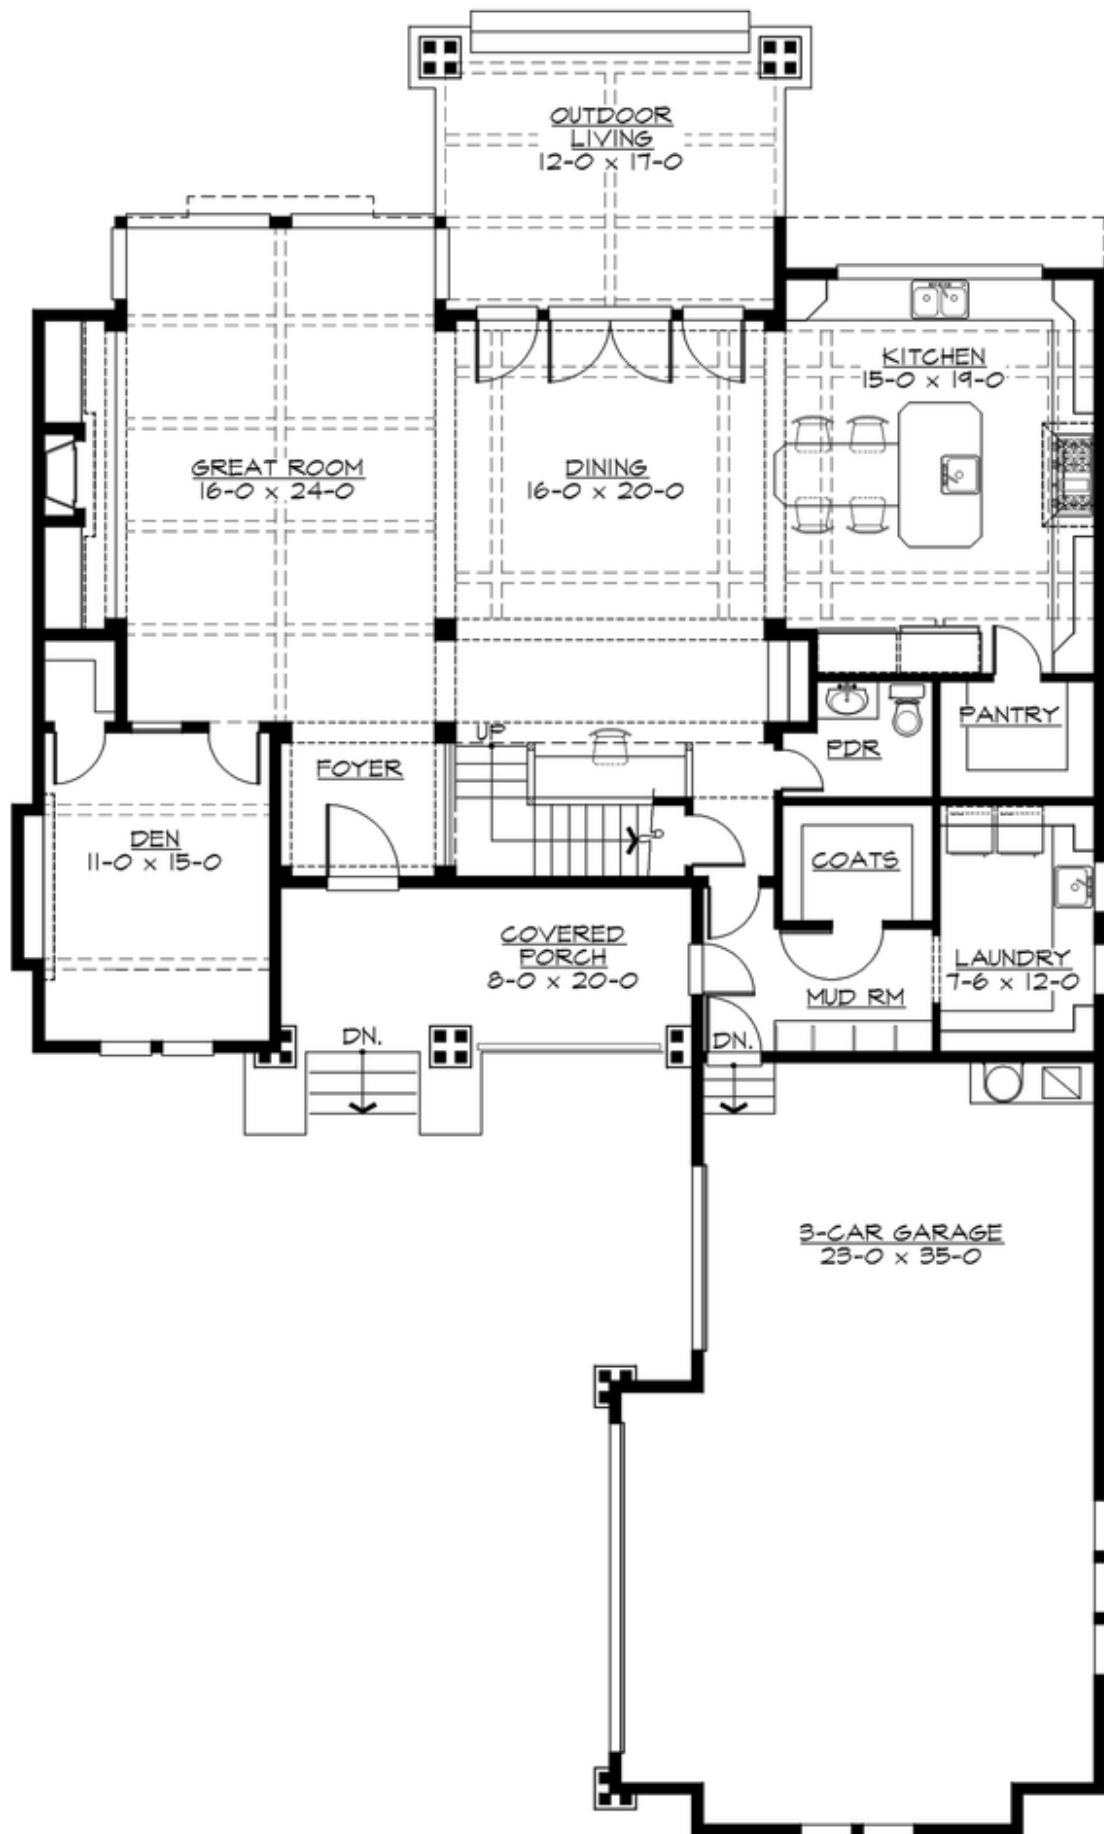 OUTDOOR
LIVING
12-0 x 17-0
KITCHEN
15-0 x 19-0
GREAT ROOM
16-0 x 24-0
DINING
16-0 x 20-0
PANTRY
UP
PDR
FOYER
DEN
11-0 x 15-0
COATS
COVERED
PORCH
8-0 x 20-0
LAUNDRY
7-6 x 12-0
MUD RM
DN.
DN.
3-CAR GARAGE
23-0 x 35-0